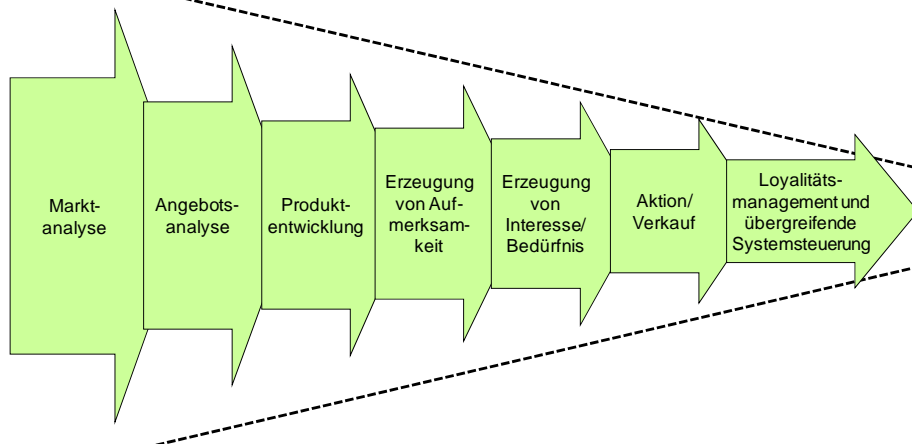 Markt-
analyse
Angebots-
analyse
Produkt-
entwicklung
Erzeugung
von Auf-
merksam-
keit
Erzeugung
von
Interesse/
Bedürfnis
Aktion/
Verkauf
Loyalitäts-
management und
übergreifende
Systemsteuerung